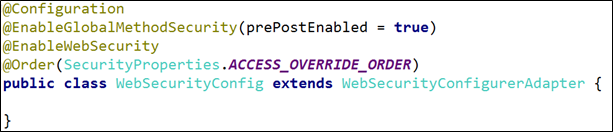 @Configuration
@EnableGlobalMethodSecurity(prePostEnabled = true)
@EnableWebSecurity
@Order(SecurityProperties.ACCESS_OVERRIDE_ORDER)
public class WebSecurityConfig extends WebSecurityConfigurerAdapter {
}